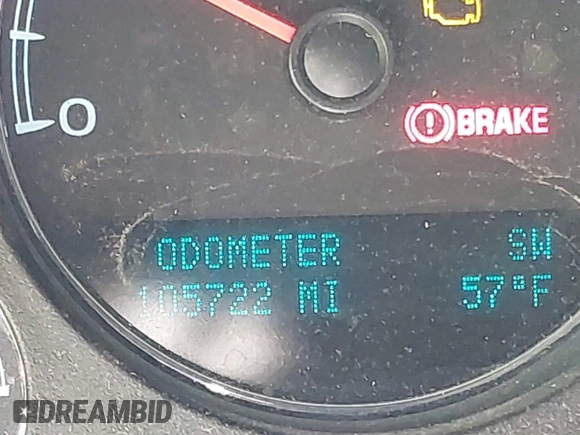 0
BRAKE
ODOMETER SW
105722 MI 57°F
DREAMBID